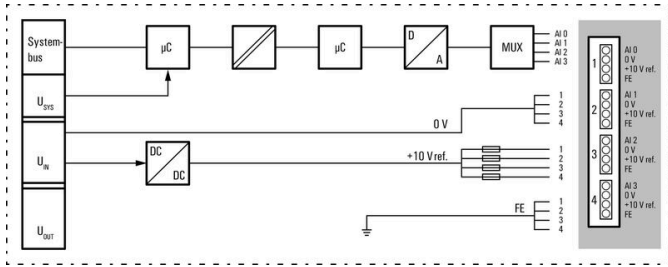 System-
bus
µC
µC
D
A
MUX
AI 0
AI 1
AI 2
AI 3
U SYS
0 V
1
2
3
4
U IN
DC
DC
+10 V ref.
1
2
3
4
FE
1
2
3
4
U OUT
1
AI 0
0 V
+10 V ref.
FE
2
AI 1
0 V
+10 V ref.
FE
3
AI 2
0 V
+10 V ref.
FE
4
AI 3
0 V
+10 V ref.
FE